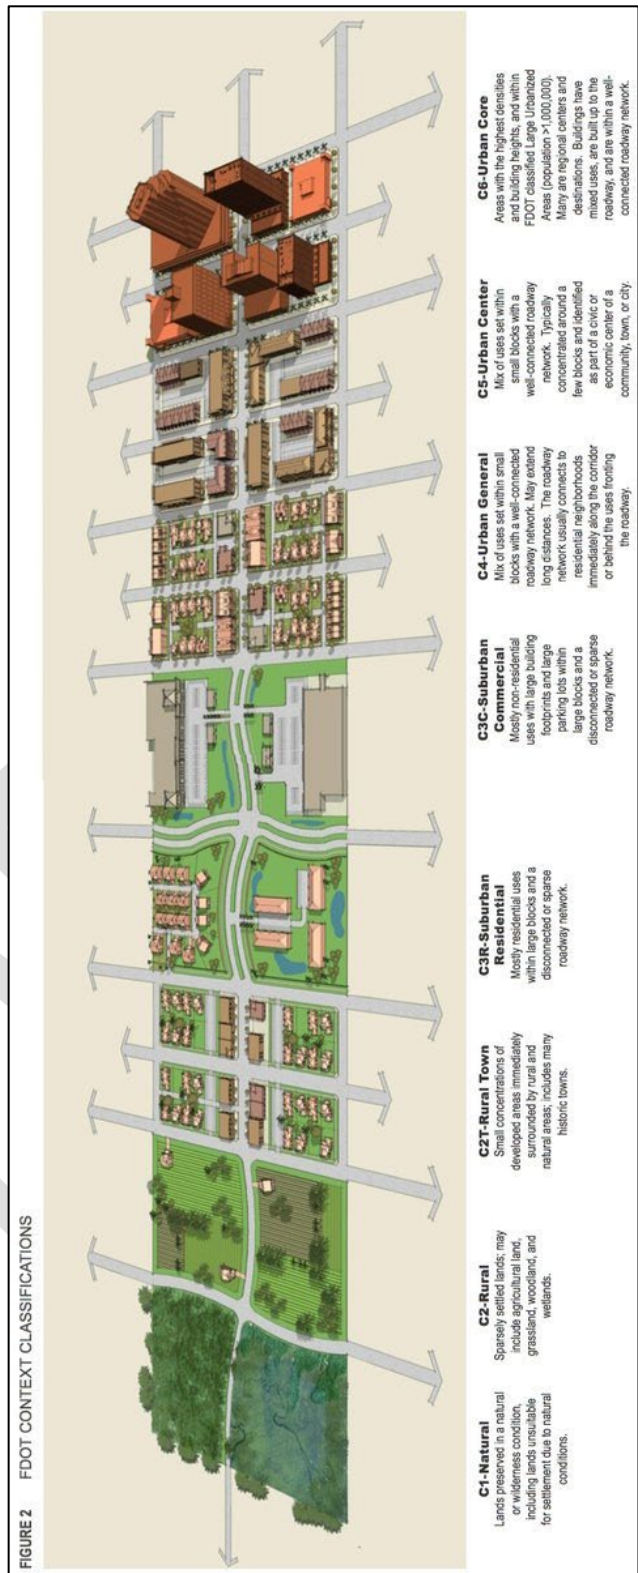 FIGURE 2 FDOT CONTEXT CLASSIFICATIONS
C1-Natural
Lands preserved in a natural
or wilderness condition,
including lands unsuitable
for settlement due to natural
conditions.
C2-Rural
Sparsely settled lands; may
include agricultural land,
grassland, woodland, and
wetlands.
C2T-Rural Town
Small concentrations of
developed areas immediately
surrounded by rural and
natural areas; includes many
historic towns.
C3R-Suburban
Residential
Mostly residential uses
within large blocks and a
disconnected or sparse
roadway network.
C3C-Suburban
Commercial
Mostly non-residential
uses with large building
footprints and large
parking lots within
large blocks and a
disconnected or sparse
roadway network.
C4-Urban General
Mix of uses set within small
blocks with a well-connected
roadway network. May extend
long distances. The roadway
network usually connects to
residential neighborhoods
immediately along the corridor
or behind the uses fronting
the roadway.
C5-Urban Center
Mix of uses set within
small blocks with a
well-connected roadway
network. Typically
concentrated around a
few blocks and identified
as part of a civic or
economic center of a
community, town, or city.
C6-Urban Core
Areas with the highest densities
and building heights, and within
FDOT classified Large Urbanized
Areas (population >1,000,000).
Many are regional centers and
destinations. Buildings have
mixed uses, are built up to the
roadway, and are within a well-
connected roadway network.